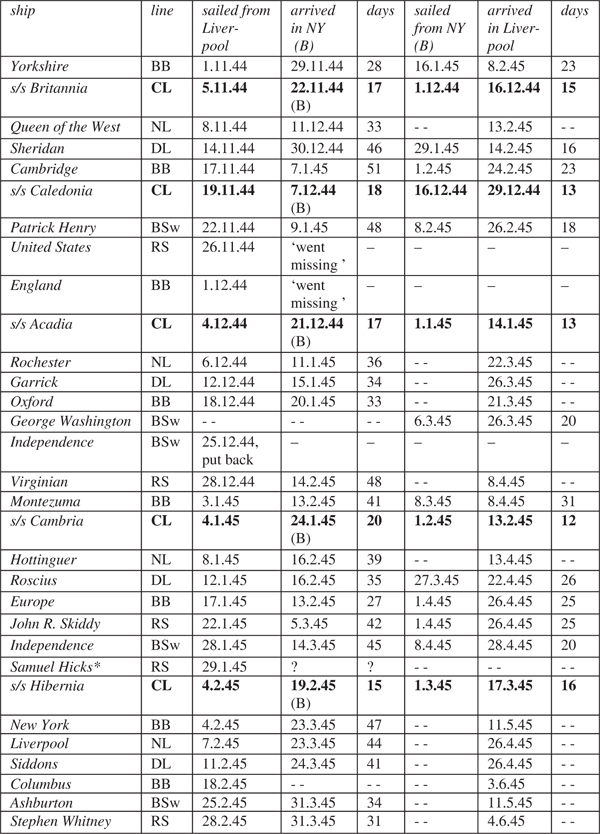 ship line sailed from Liver-pool arrived in NY (B) days sailed from NY (B) arrived in Liver-pool days
Yorkshire BB 1.11.44 29.11.44 28 16.1.45 8.2.45 23
s/s Britannia CL 5.11.44 22.11.44 (B) 17 1.12.44 16.12.44 15
Queen of the West NL 8.11.44 11.12.44 33 - - 13.2.45
Sheridan DL 14.11.44 30.12.44 46 29.1.45 14.2.45 16
Cambridge BB 17.11.44 7.1.45 51 1.2.45 24.2.45 23
s/s Caledonia CL 19.11.44 7.12.44 (B) 18 16.12.44 29.12.44 13
Patrick Henry BSw 22.11.44 9.1.45 48 8.2.45 26.2.45 18
United States RS 26.11.44 ‘went missing ’ – – – –
England BB 1.12.44 ‘went missing ’ – – – –
s/s Acadia CL 4.12.44 21.12.44 (B) 17 1.1.45 14.1.45 13
Rochester NL 6.12.44 11.1.45 36 - - 22.3.45 - -
Garrick DL 12.12.44 15.1.45 34 - - 26.3.45 - -
Oxford BB 18.12.44 20.1.45 33 - - 21.3.45 - -
George Washington BSw - - - - - - 6.3.45 26.3.45 20
Independence BSw 25.12.44, put back – – – – –
Virginian RS 28.12.44 14.2.45 48 - - 8.4.45 - -
Montezuma BB 3.1.45 13.2.45 41 8.3.45 8.4.45 31
s/s Cambria CL 4.1.45 24.1.45 (B) 20 1.2.45 13.2.45 12
Hottinguer NL 8.1.45 16.2.45 39 - - 13.4.45 - -
Roscius DL 12.1.45 16.2.45 35 27.3.45 22.4.45 26
Europe BB 17.1.45 13.2.45 27 1.4.45 26.4.45 25
John R. Skiddy RS 22.1.45 5.3.45 42 1.4.45 26.4.45 25
Independence BSw 28.1.45 14.3.45 45 8.4.45 28.4.45 20
Samuel Hicks* RS 29.1.45 ? ? - - - - - -
s/s Hibernia CL 4.2.45 19.2.45 (B) 15 1.3.45 17.3.45 16
New York BB 4.2.45 23.3.45 47 - - 11.5.45 - -
Liverpool NL 7.2.45 23.3.45 44 - - 26.4.45 - -
Siddons DL 11.2.45 24.3.45 41 - - 26.4.45 - -
Columbus BB 18.2.45 - - - - - - 3.6.45 - -
Ashburton BSw 25.2.45 31.3.45 34 - - 11.5.45 - -
Stephen Whitney RS 28.2.45 31.3.45 31 - - 4.6.45 - -